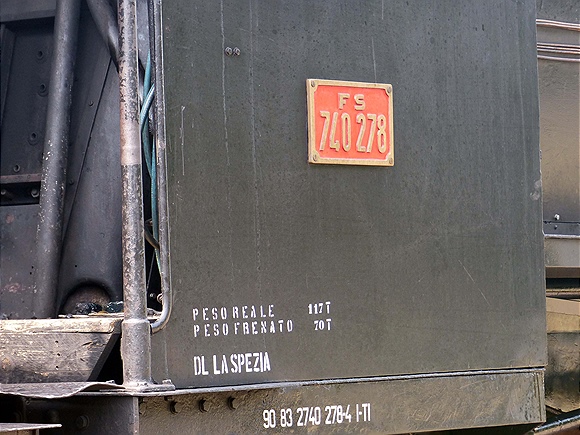 FS
740 278
PESO REALE 117T
PESO FRENATO 70T
DL LA SPEZIA
90 83 2740 278-4 I-TI